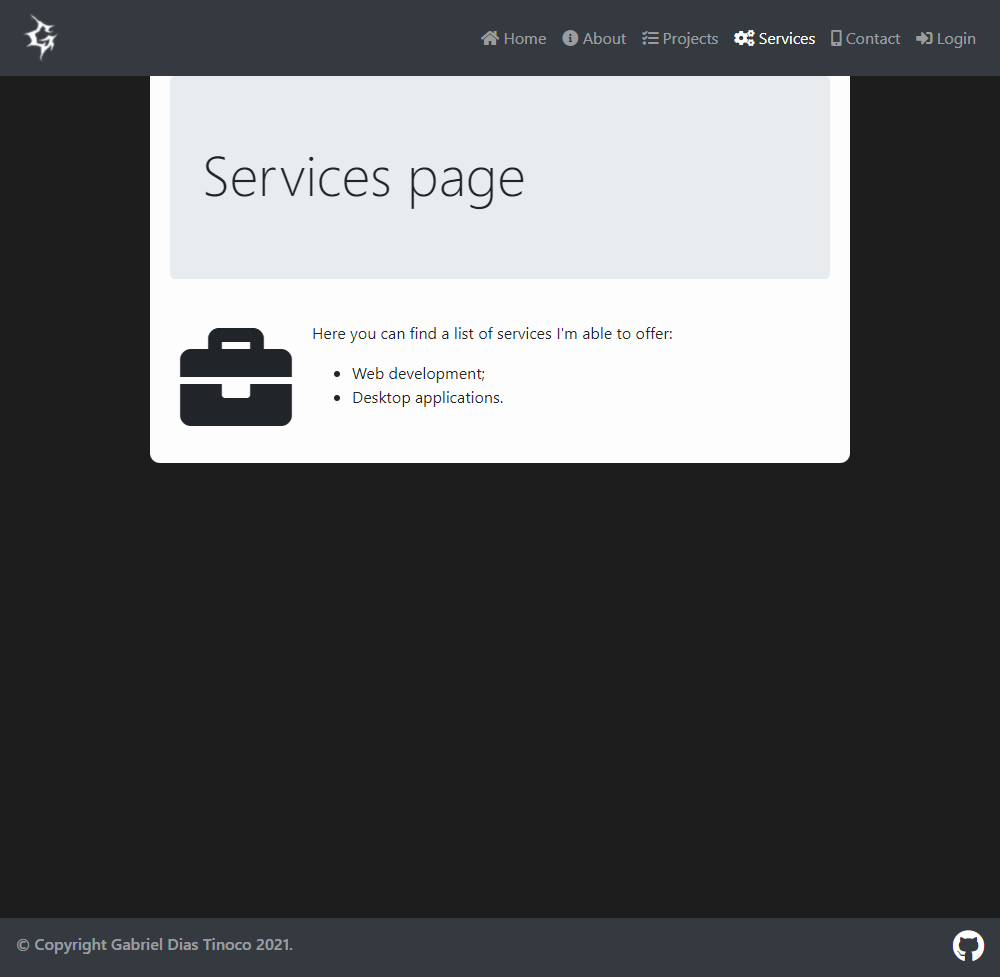 Home About Projects Services Contact Login
Services page
Here you can find a list of services I'm able to offer:
Web development;
Desktop applications.
© Copyright Gabriel Dias Tinoco 2021.